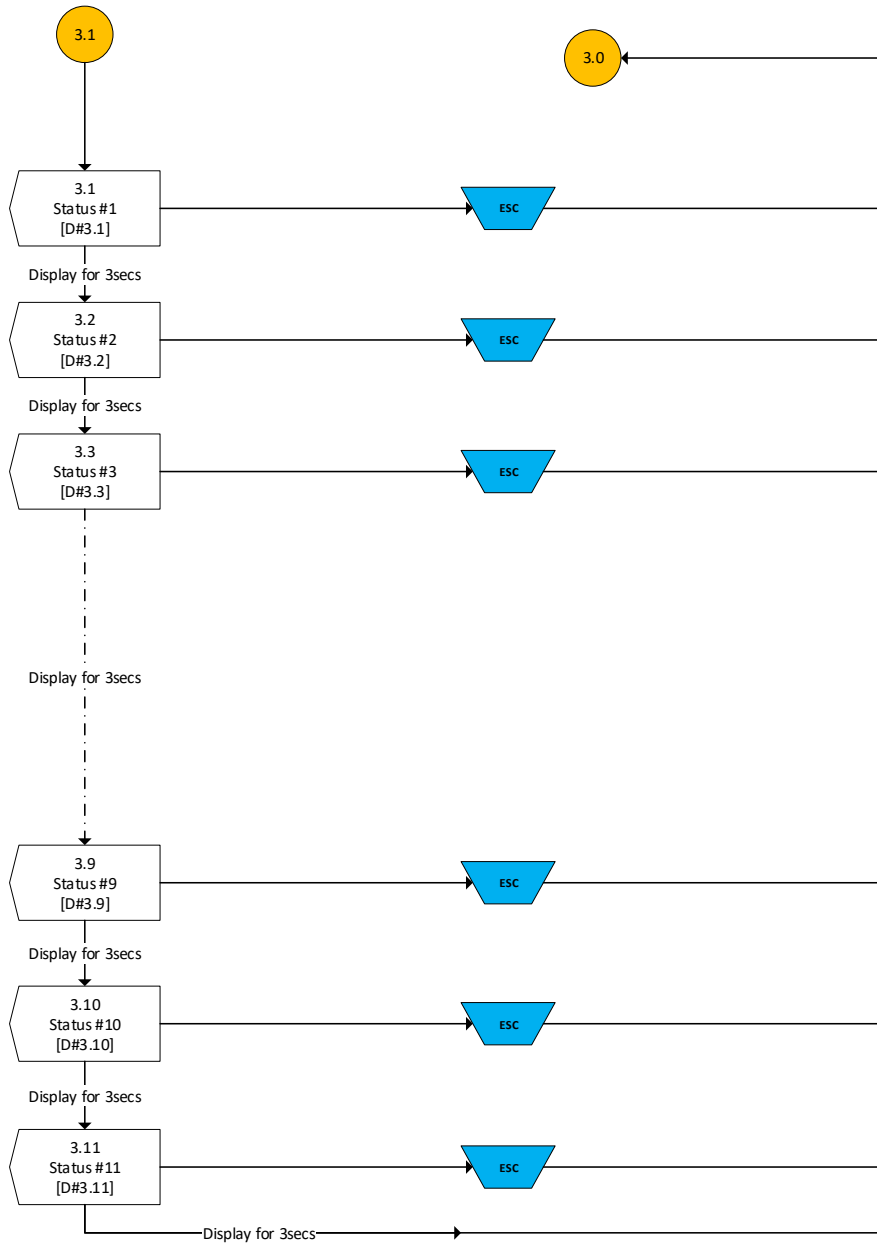 3.1
3.0
3.1
Status #1
[D#3.1]
ESC
Display for 3secs
3.2
Status #2
[D#3.2]
ESC
Display for 3secs
3.3
Status #3
[D#3.3]
ESC
Display for 3secs
3.9
Status #9
[D#3.9]
ESC
Display for 3secs
3.10
Status #10
[D#3.10]
ESC
Display for 3secs
3.11
Status #11
[D#3.11]
ESC
Display for 3secs